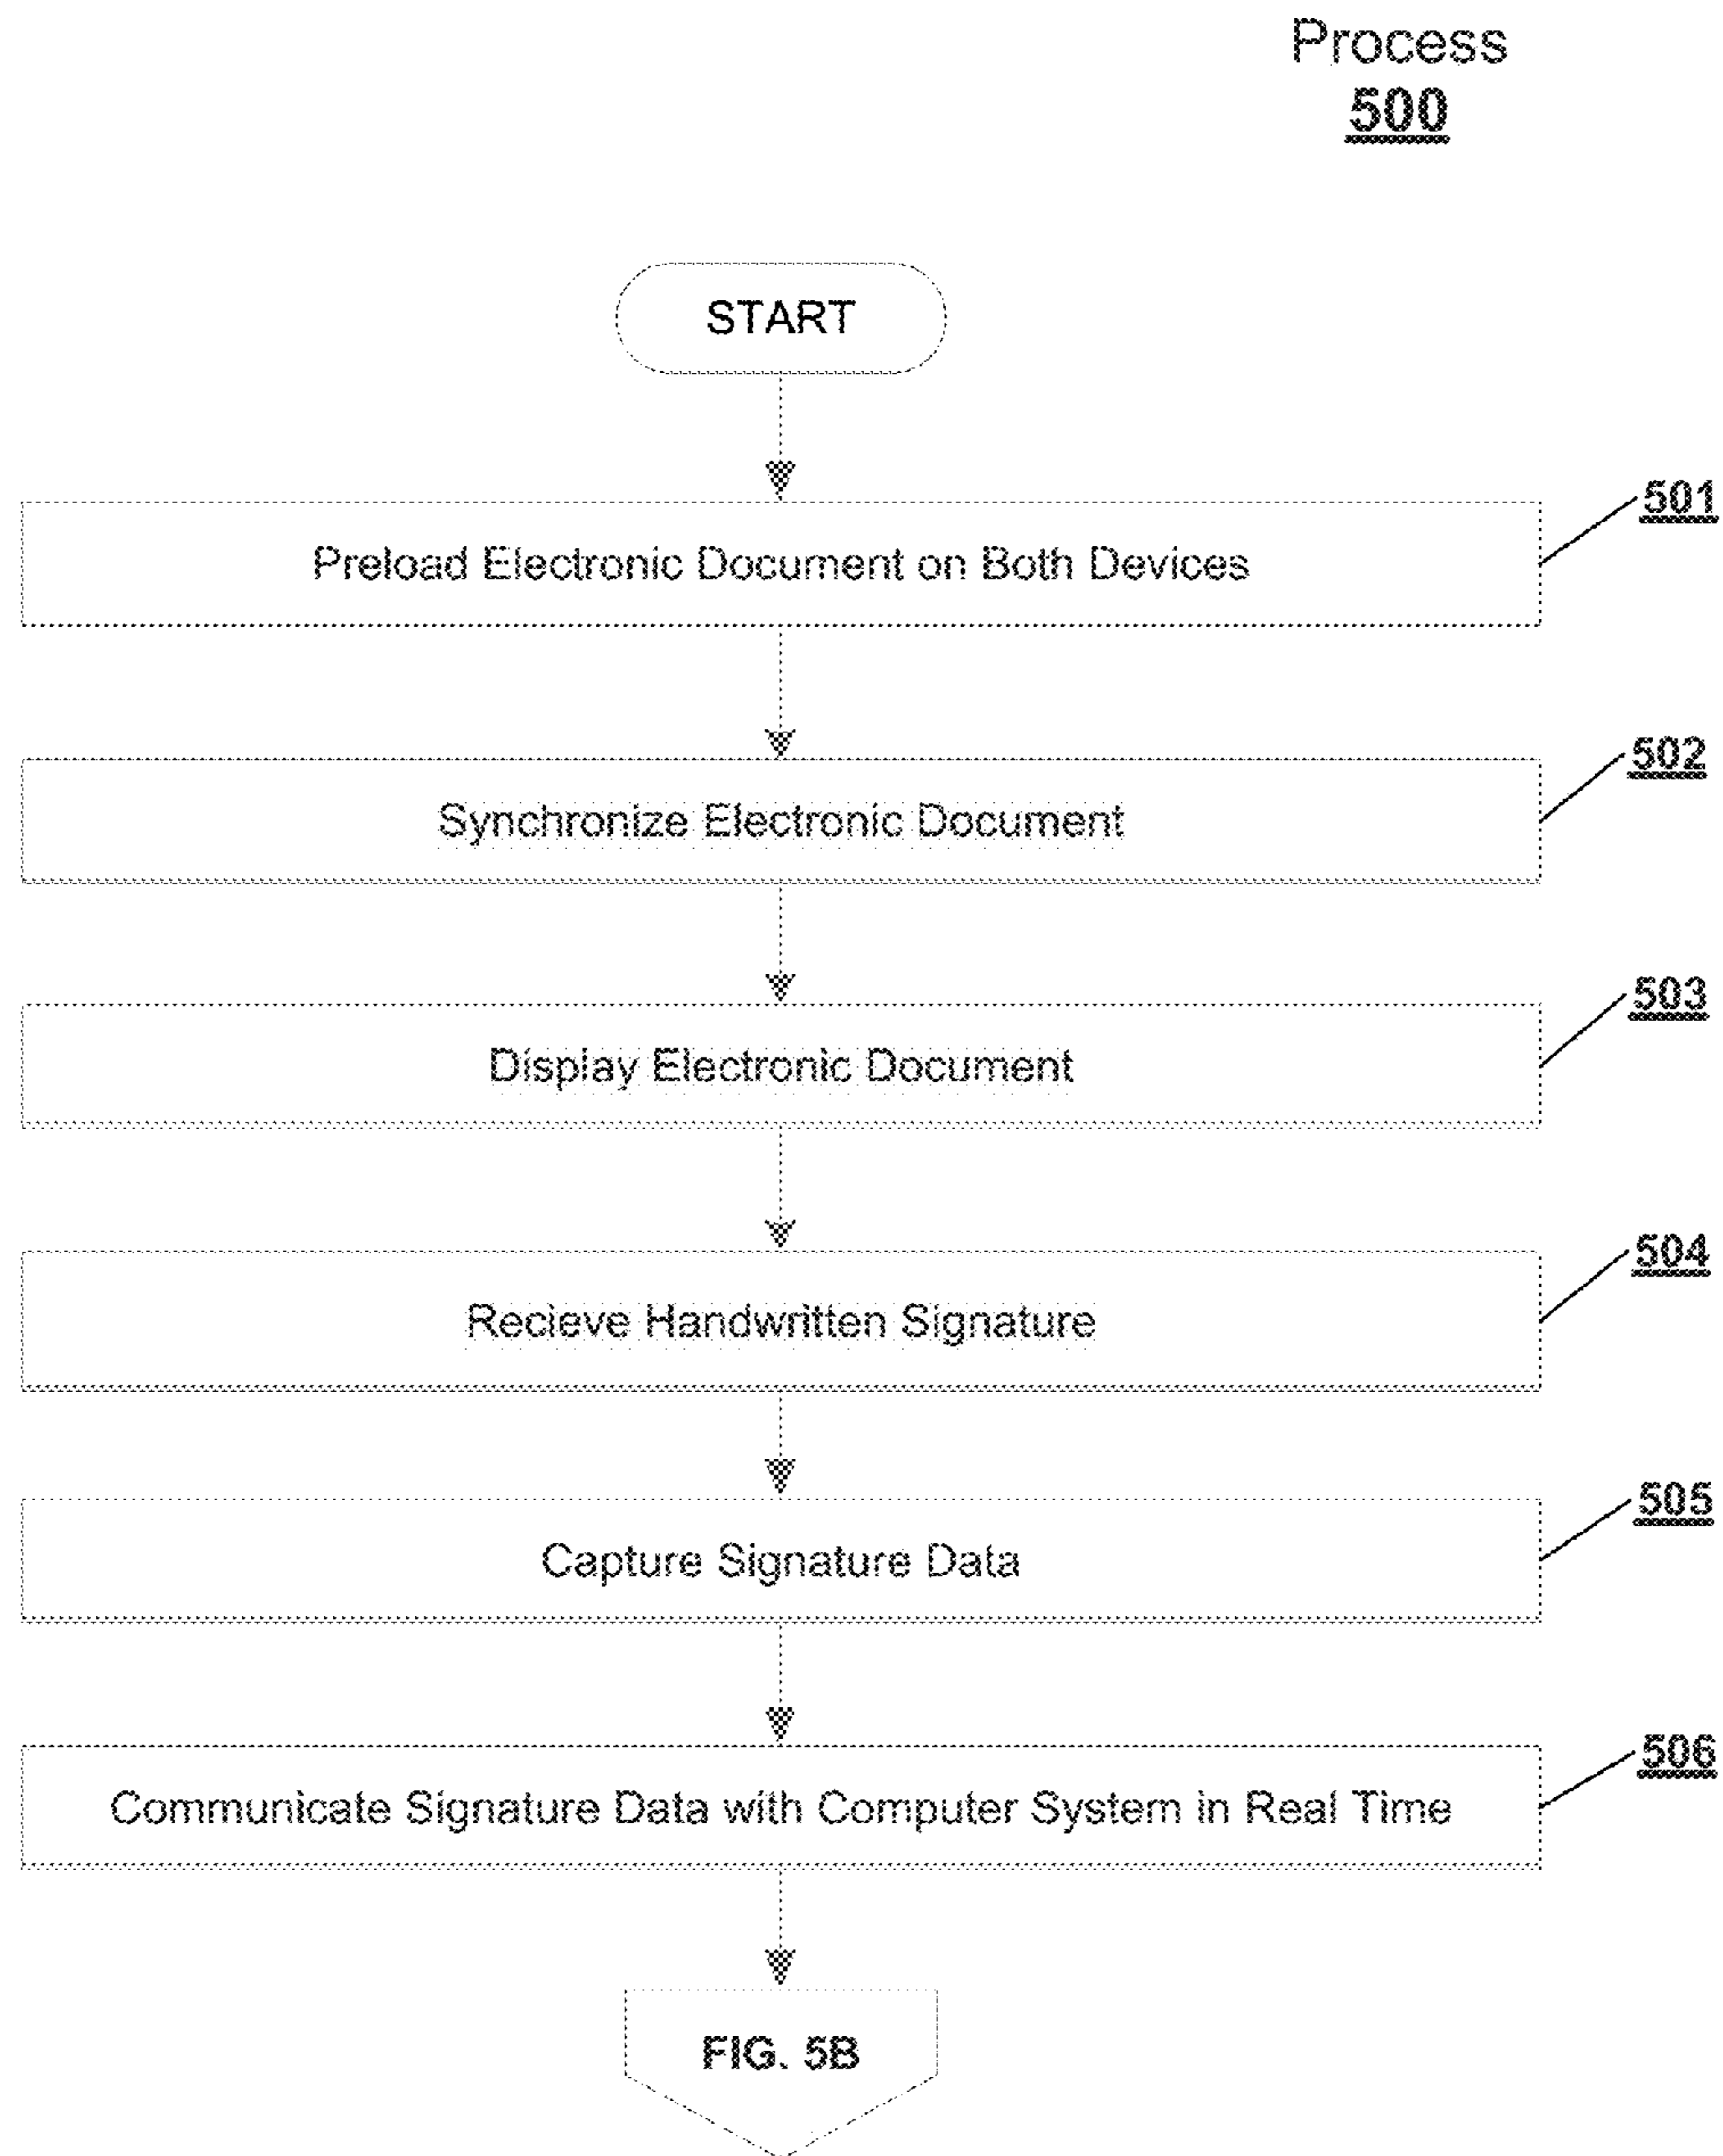 Process
500
START
501
Preload Electronic Document on Both Devices
502
Synchronize Electronic Document
503
Display Electronic Document
504
Recieve Handwritten Signature
505
Capture Signature Data
506
Communicate Signature Data with Computer System in Real Time
FIG. 5B